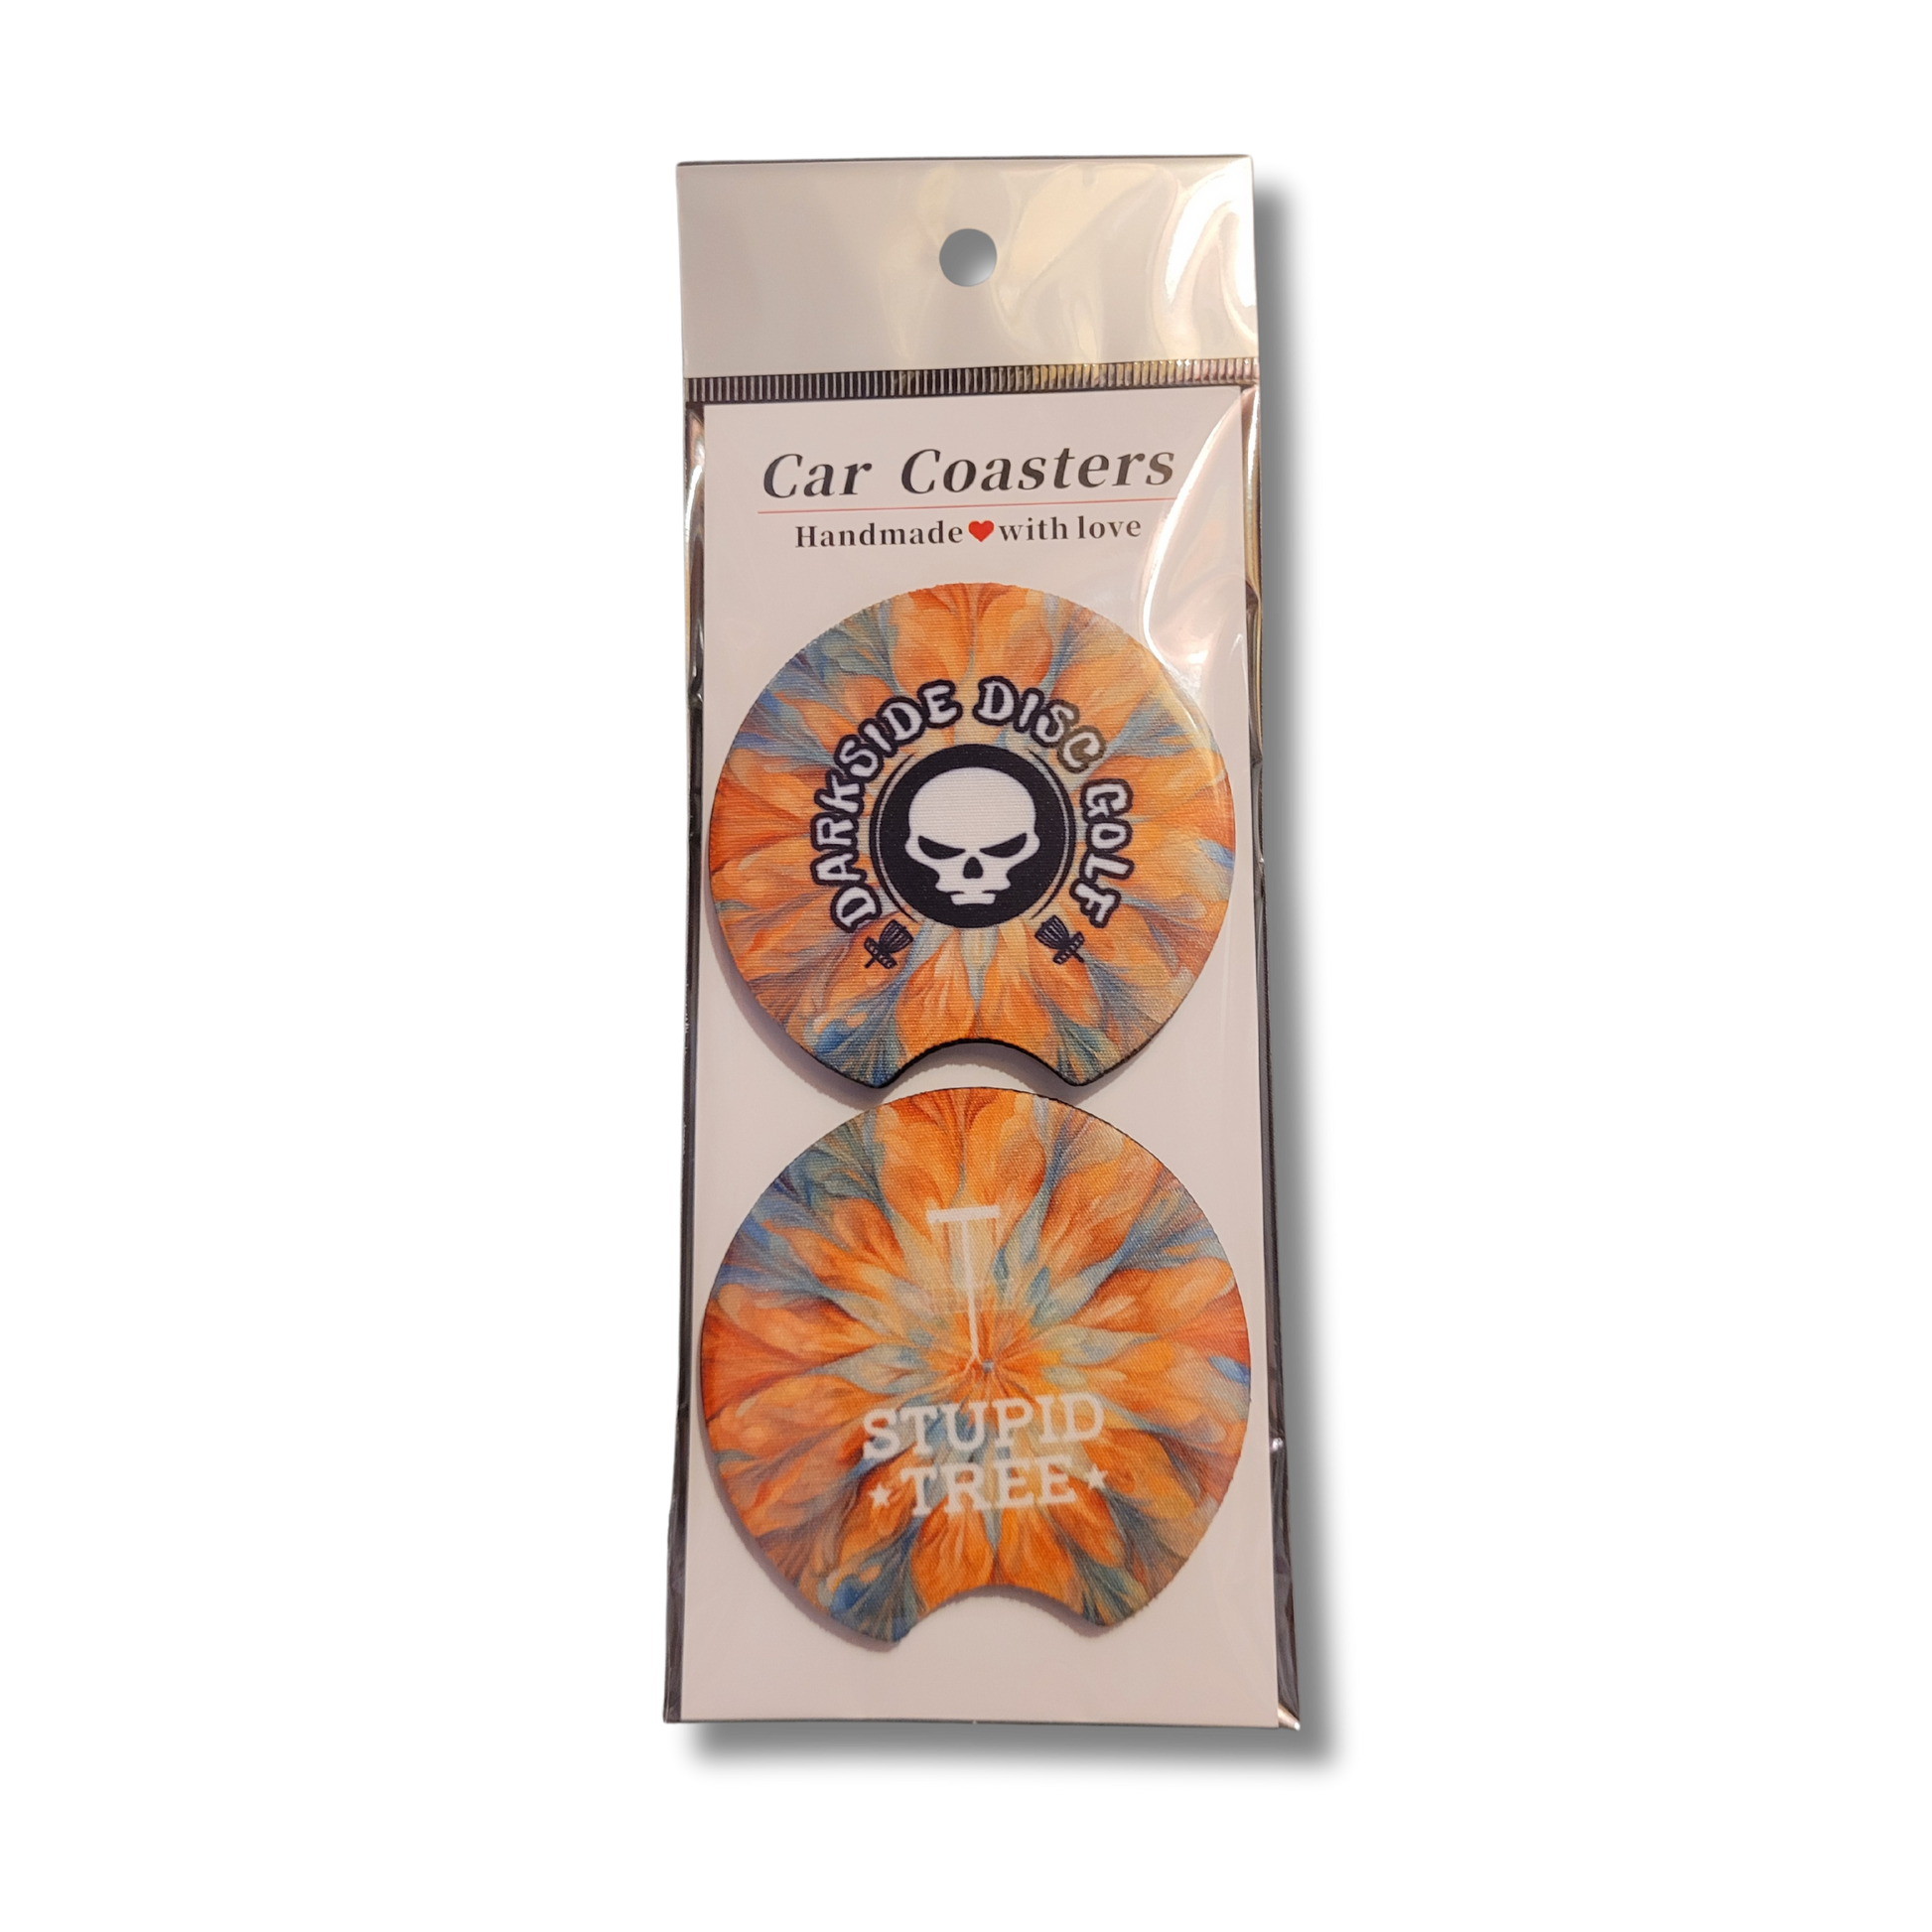 Car Coasters
Handmade❤with love
DARKSIDE DISC GOLF
STUPID
★TREE★